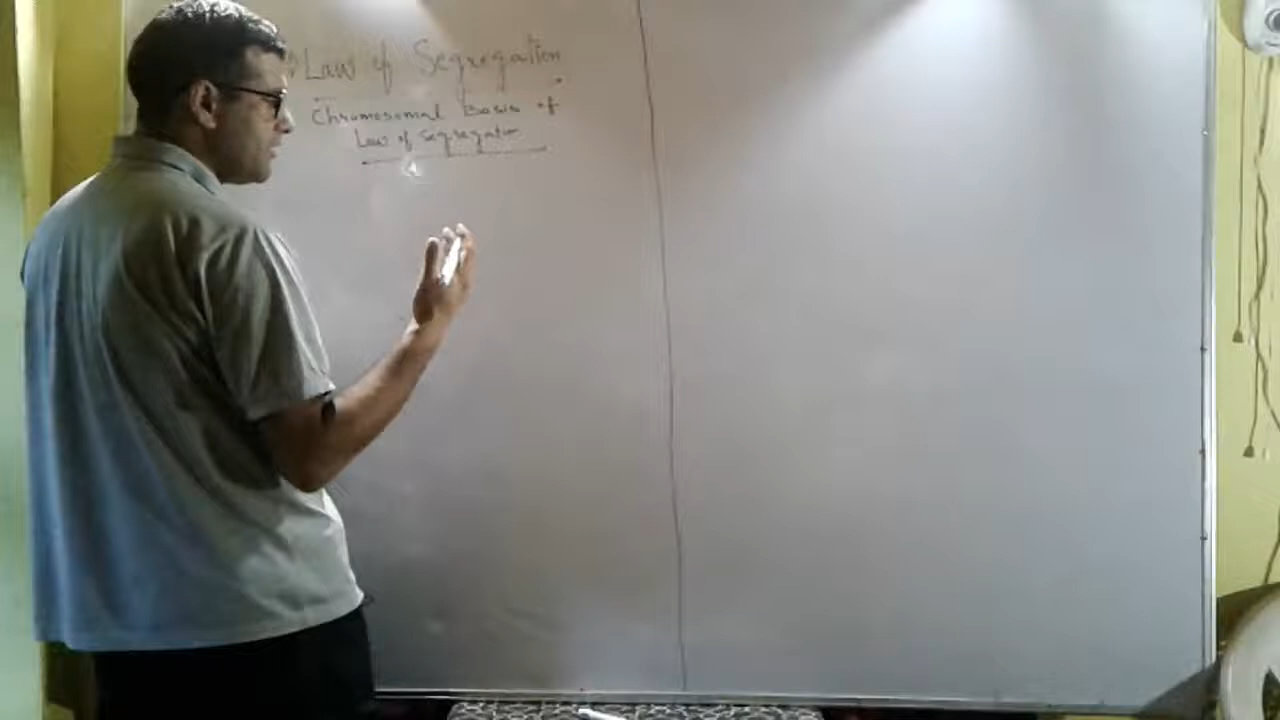 Law of Segregation
Chromosomal Basis of
Law of segregation